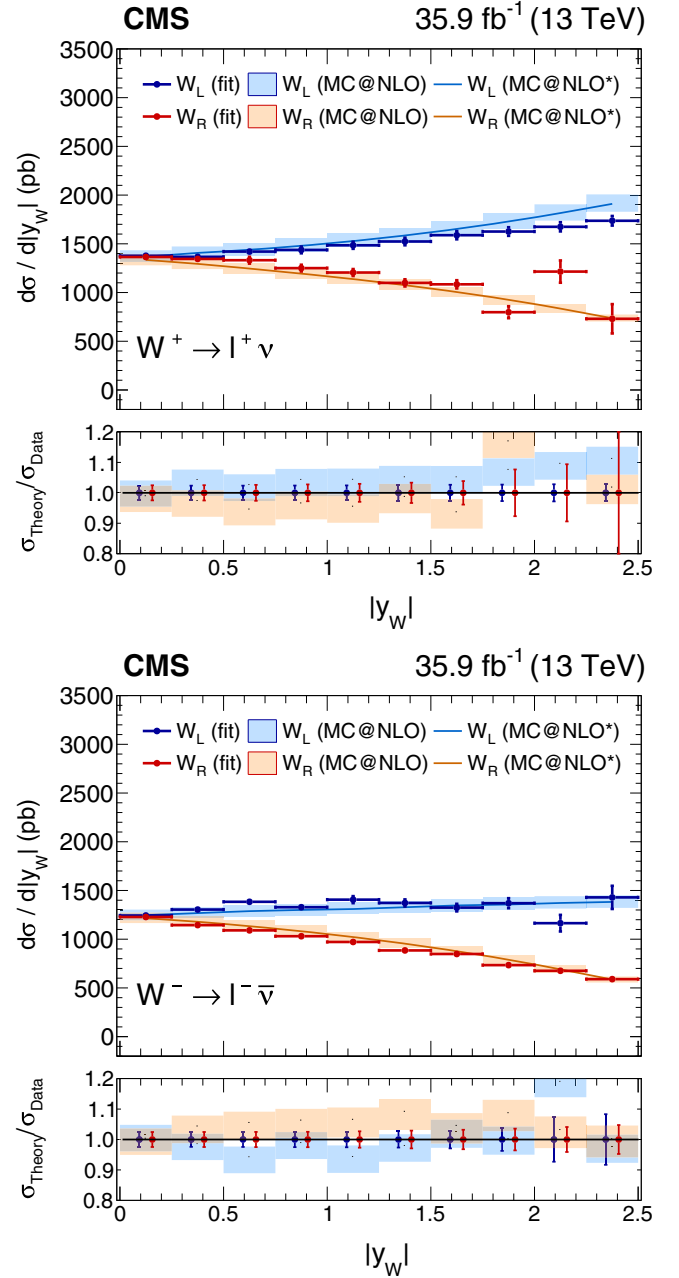 CMS 35.9 fb⁻¹ (13 TeV)
3500
3000
2500
2000
1500
1000
500
0
dσ / d|y_W| (pb)
W_L (fit) W_L (MC@NLO) W_L (MC@NLO*)
W_R (fit) W_R (MC@NLO) W_R (MC@NLO*)
W⁺ → l⁺ ν
1.2
1.1
1.0
0.9
0.8
σ_Theory/σ_Data
0 0.5 1 1.5 2 2.5
|y_W|
CMS 35.9 fb⁻¹ (13 TeV)
3500
3000
2500
2000
1500
1000
500
0
dσ / d|y_W| (pb)
W_L (fit) W_L (MC@NLO) W_L (MC@NLO*)
W_R (fit) W_R (MC@NLO) W_R (MC@NLO*)
W⁻ → l⁻ ν̅
1.2
1.1
1.0
0.9
0.8
σ_Theory/σ_Data
0 0.5 1 1.5 2 2.5
|y_W|